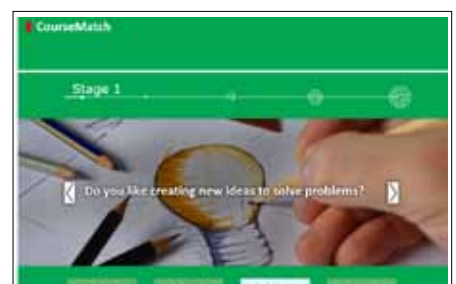 CourseMatch
Stage 1
Do you like creating new ideas to solve problems?